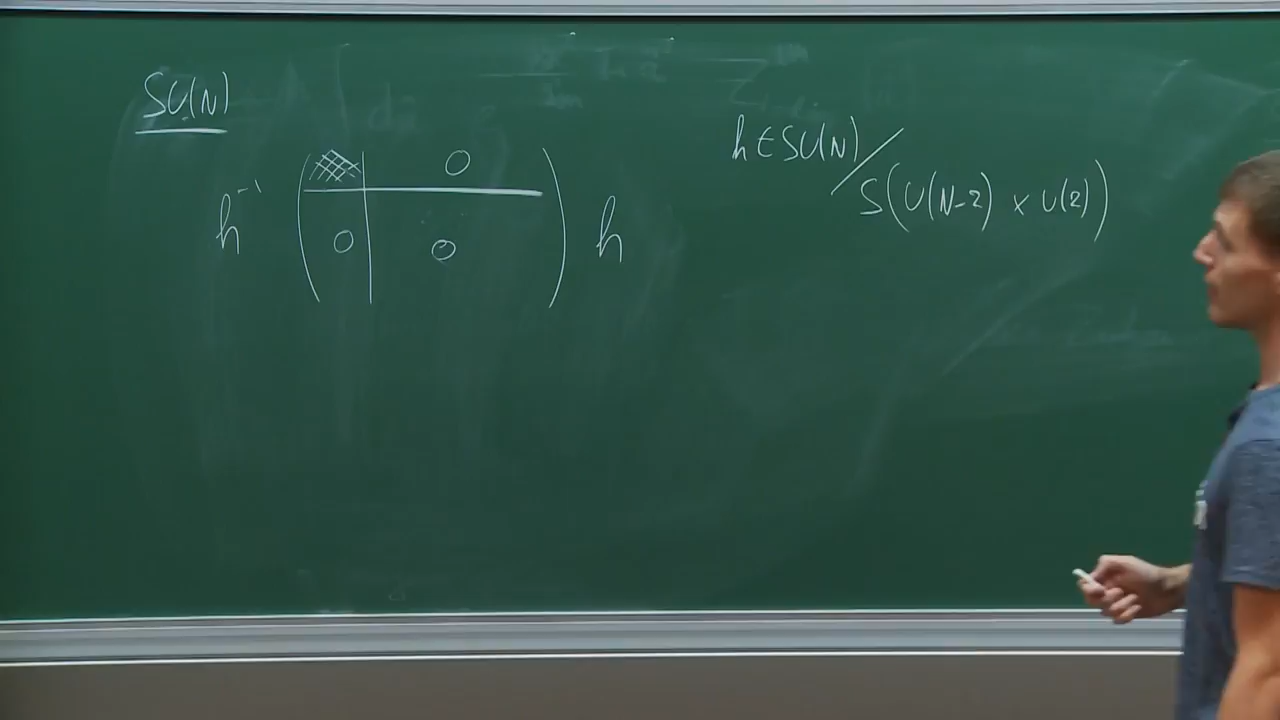 SU(N)
h⁻¹ ( 0 0 0 ) h
h ∈ SU(N) / S(U(N-2) × U(2))